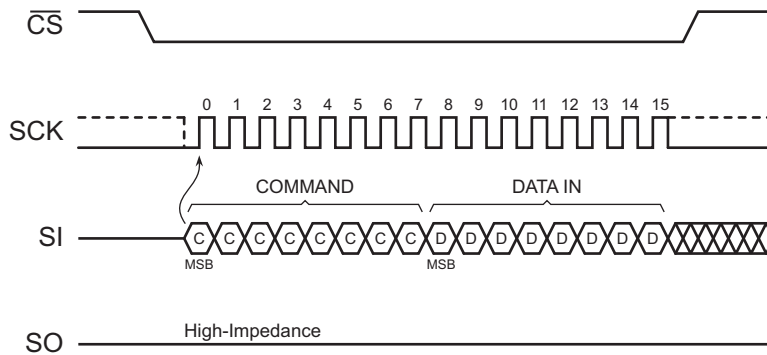 CS
0 1 2 3 4 5 6 7 8 9 10 11 12 13 14 15
SCK
COMMAND DATA IN
SI C C C C C C C C D D D D D D D D
MSB MSB
High-Impedance
SO